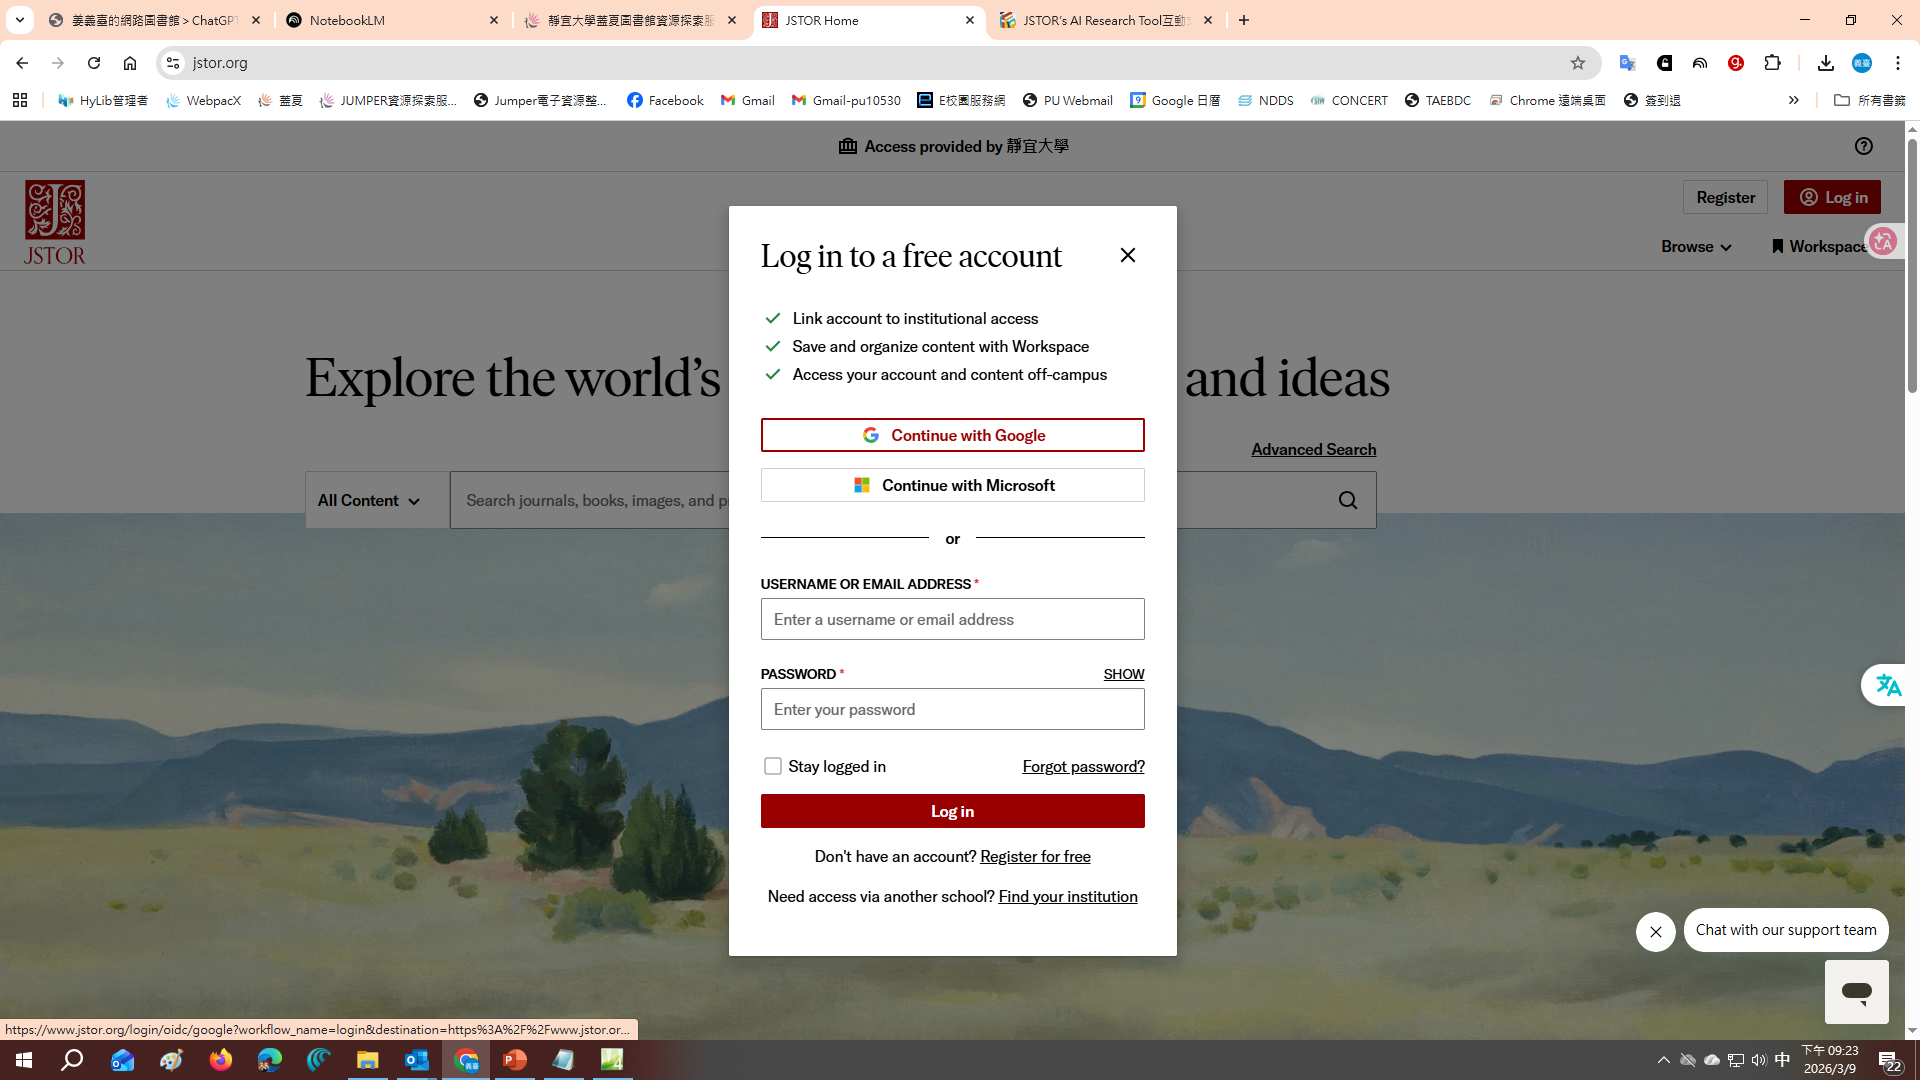 姜義臺的網路圖書館 > ChatGPT
NotebookLM
靜宜大學蓋夏圖書館資源探索服
JSTOR Home
JSTOR's AI Research Tool互動
jstor.org
HyLib管理者
WebpacX
蓋夏
JUMPER資源探索服...
Jumper電子資源整...
Facebook
Gmail
Gmail-pu10530
E校園服務網
PU Webmail
Google 日曆
NDDS
CONCERT
TAEBDC
Chrome 遠端桌面
簽到退
所有書籤
Access provided by 靜宜大學
JSTOR
Register
Log in
Browse
Workspace
Explore the world's
and ideas
Advanced Search
All Content
Search journals, books, images, and p
Log in to a free account
Link account to institutional access
Save and organize content with Workspace
Access your account and content off-campus
Continue with Google
Continue with Microsoft
or
USERNAME OR EMAIL ADDRESS *
Enter a username or email address
PASSWORD *
SHOW
Enter your password
Stay logged in
Forgot password?
Log in
Don't have an account? Register for free
Need access via another school? Find your institution
Chat with our support team
https://www.jstor.org/login/oidc/google?workflow_name=login&destination=https%3A%2F%2Fwww.jstor.or...
中
下午 09:23
2026/3/9
22